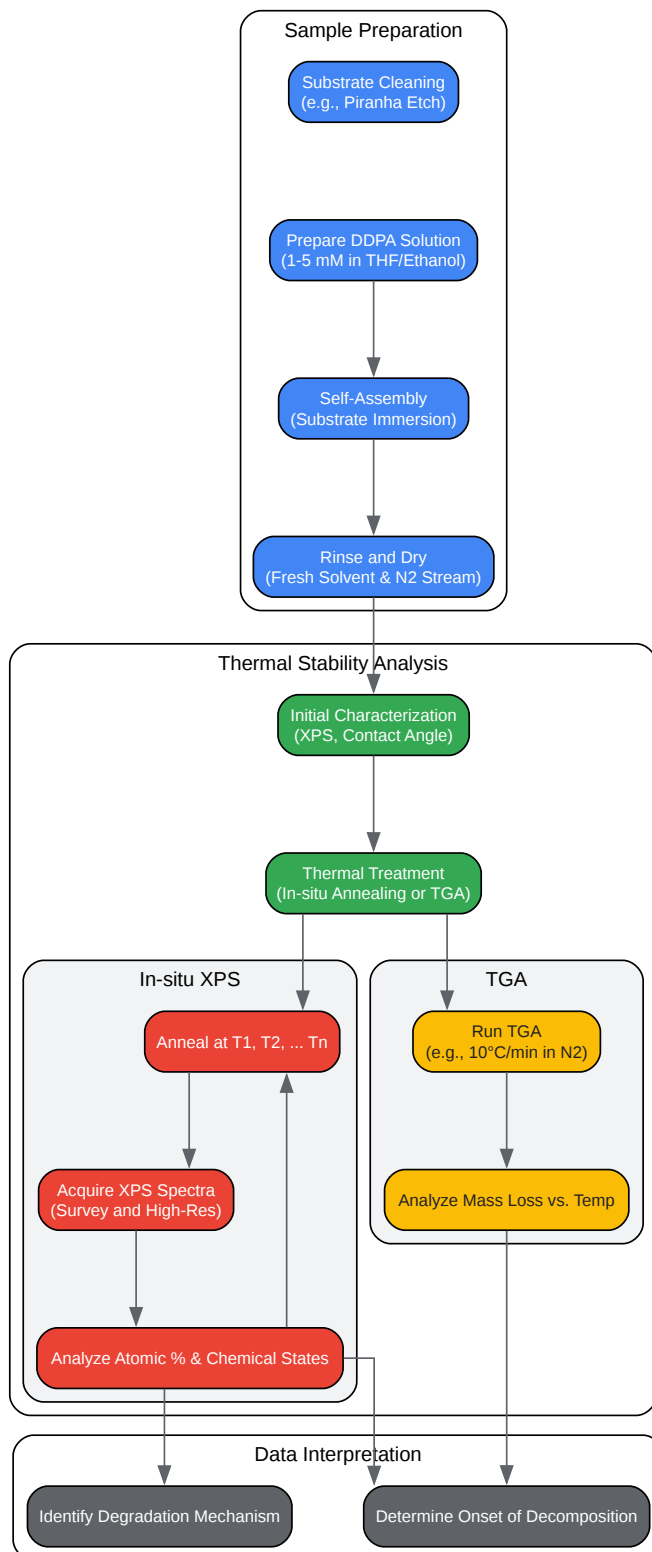 Sample Preparation
Substrate Cleaning
(e.g., Piranha Etch)
Prepare DDPA Solution
(1-5 mM in THF/Ethanol)
Self-Assembly
(Substrate Immersion)
Rinse and Dry
(Fresh Solvent & N2 Stream)
Thermal Stability Analysis
Initial Characterization
(XPS, Contact Angle)
Thermal Treatment
(In-situ Annealing or TGA)
In-situ XPS
TGA
Anneal at T1, T2, ... Tn
Run TGA
(e.g., 10°C/min in N2)
Acquire XPS Spectra
(Survey and High-Res)
Analyze Mass Loss vs. Temp
Analyze Atomic % & Chemical States
Data Interpretation
Identify Degradation Mechanism
Determine Onset of Decomposition